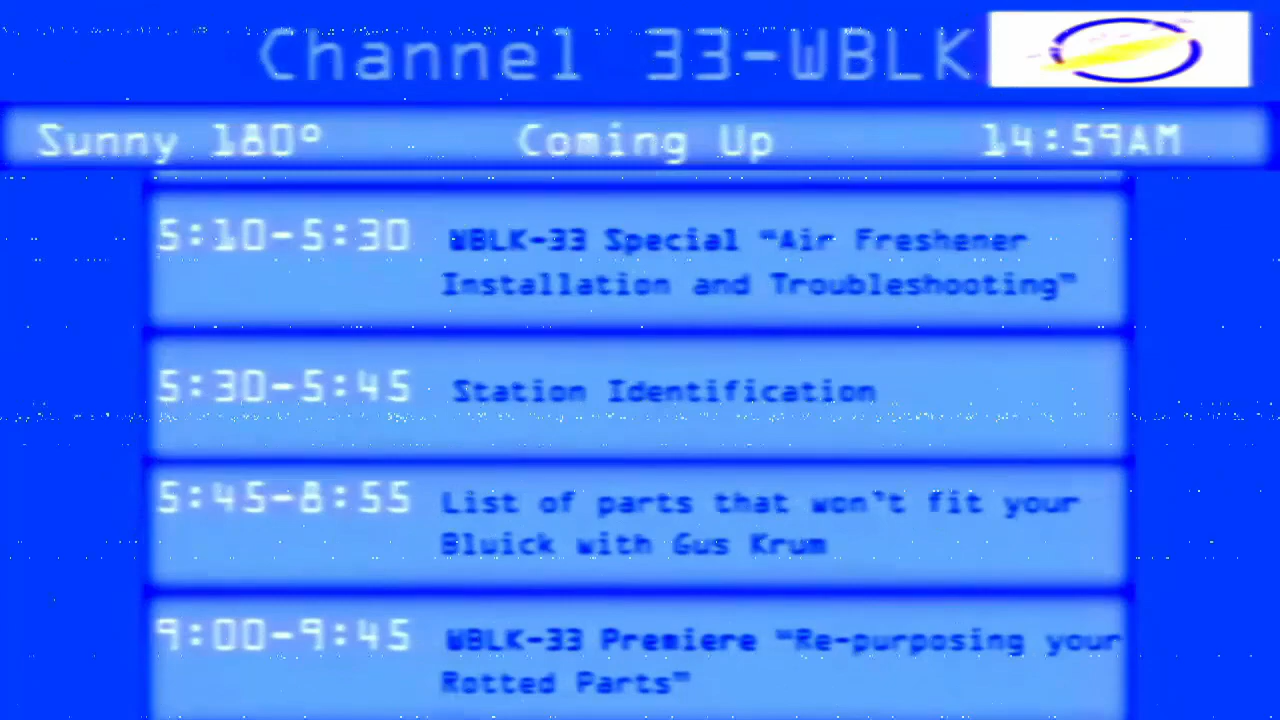 Channel 33-WBLK
Sunny 180° Coming Up 14:59AM
5:10-5:30 WBLK-33 Special "Air Freshener
Installation and Troubleshooting"
5:30-5:45 Station Identification
5:45-8:55 List of parts that won"t fit your
Bluick with Gus Krum
9:00-9:45 WBLK-33 Premiere "Re-purposing your
Rotted Parts"